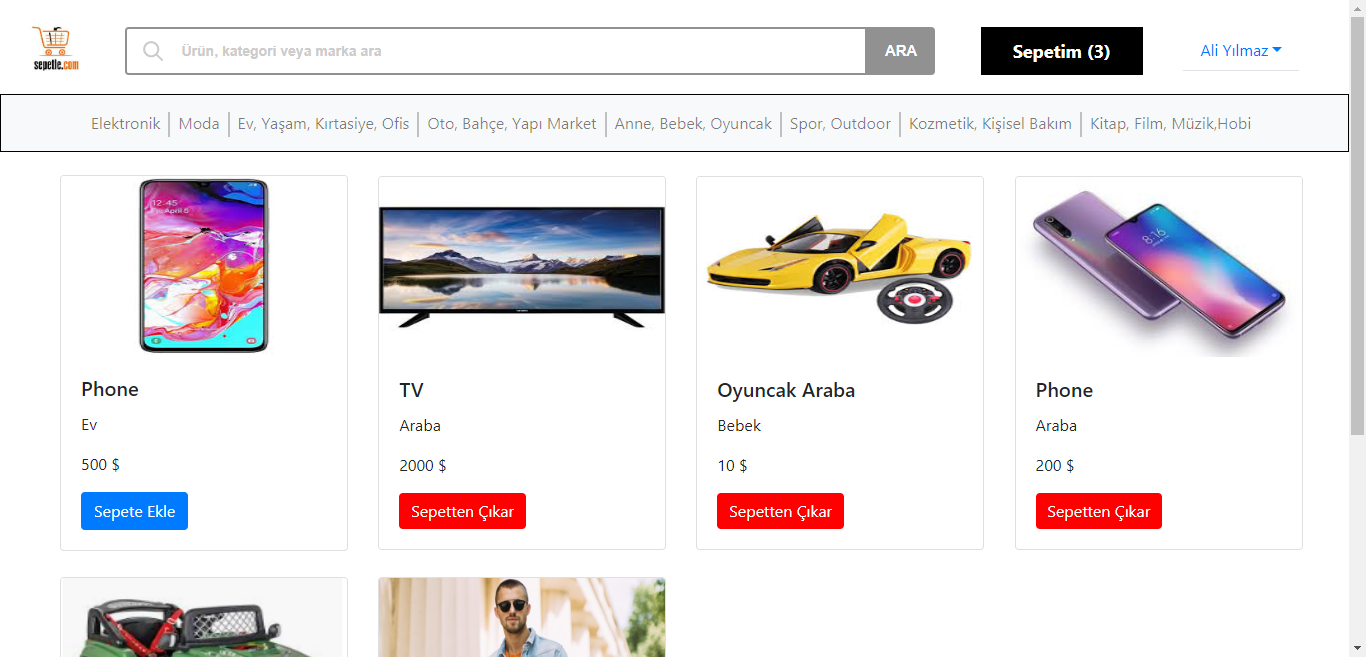 sepetle.com
Ürün, kategori veya marka ara
ARA
Sepetim (3)
Ali Yılmaz
Elektronik
Moda
Ev, Yaşam, Kırtasiye, Ofis
Oto, Bahçe, Yapı Market
Anne, Bebek, Oyuncak
Spor, Outdoor
Kozmetik, Kişisel Bakım
Kitap, Film, Müzik,Hobi
12:45
Fri, April 5
8:16
Phone
Ev
500 $
Sepete Ekle
TV
Araba
2000 $
Sepetten Çıkar
Oyuncak Araba
Bebek
10 $
Sepetten Çıkar
Phone
Araba
200 $
Sepetten Çıkar